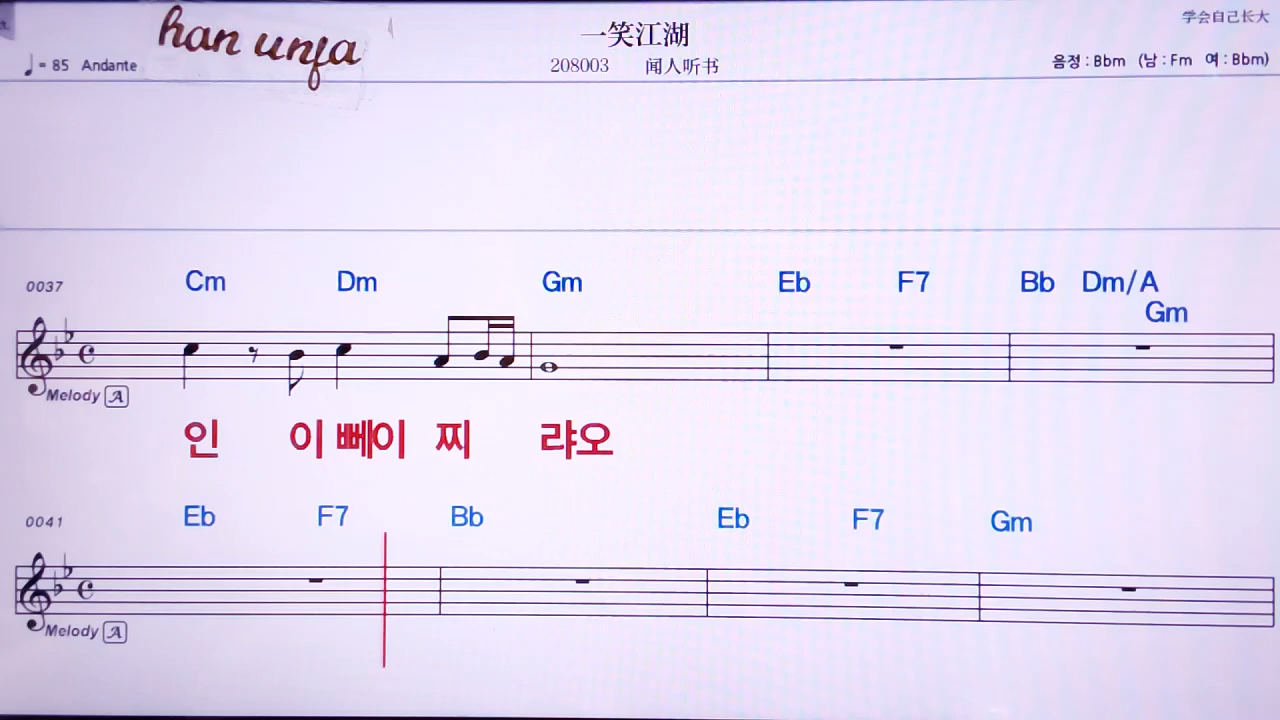 han unfa
一笑江湖
学会自己长大
♩= 85 Andante
208003 闻人听书
음정 : Bbm (남 : Fm 여 : Bbm)
0037 Cm Dm Gm Eb F7 Bb Dm/A
Gm
Melody A
인 이 뻬이 찌 랴오
0041 Eb F7 Bb Eb F7 Gm
Melody A